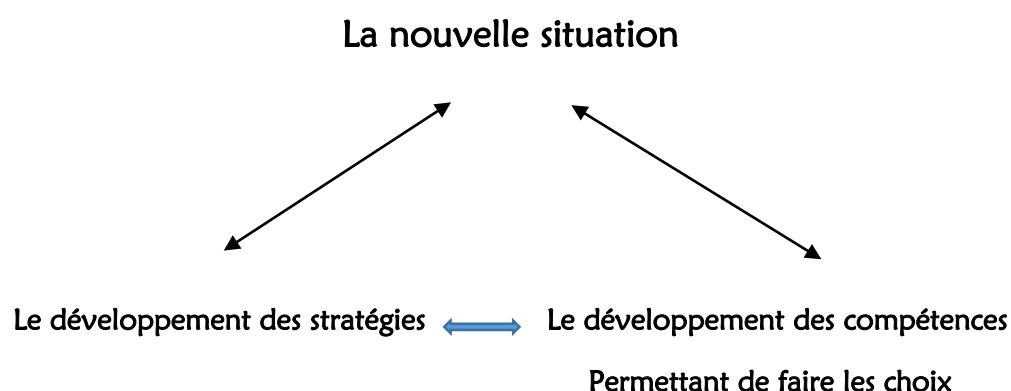 La nouvelle situation
Le développement des stratégies
Le développement des compétences
Permettant de faire les choix